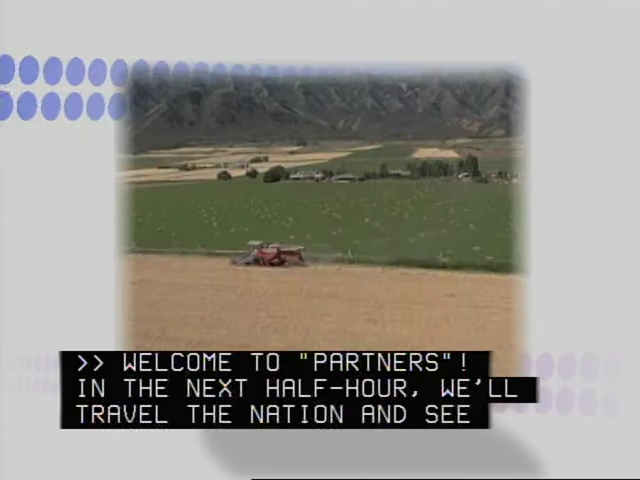 >> WELCOME TO "PARTNERS"!
IN THE NEXT HALF-HOUR, WE'LL
TRAVEL THE NATION AND SEE